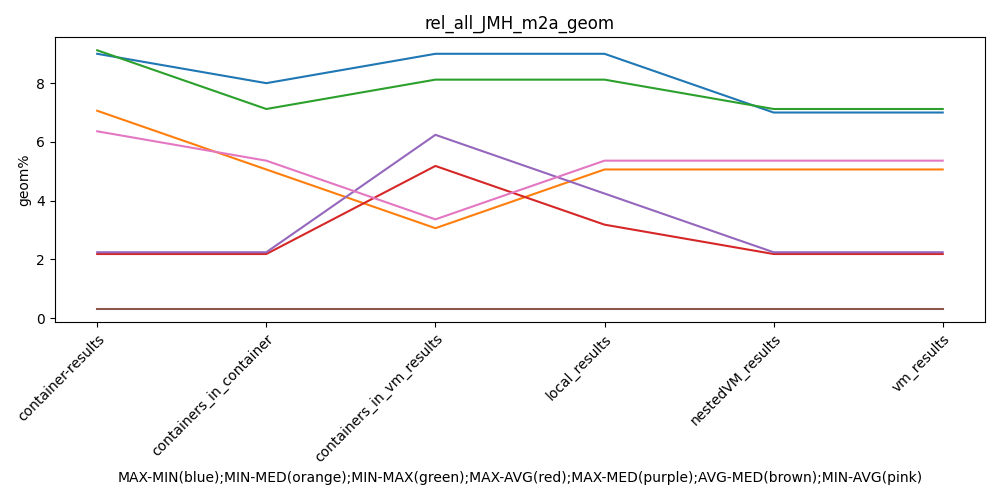 rel_all_JMH_m2a_geom
geom%
8
6
4
2
0
container-results
containers_in_container
containers_in_vm_results
local_results
nestedVM_results
vm_results
MAX-MIN(blue);MIN-MED(orange);MIN-MAX(green);MAX-AVG(red);MAX-MED(purple);AVG-MED(brown);MIN-AVG(pink)